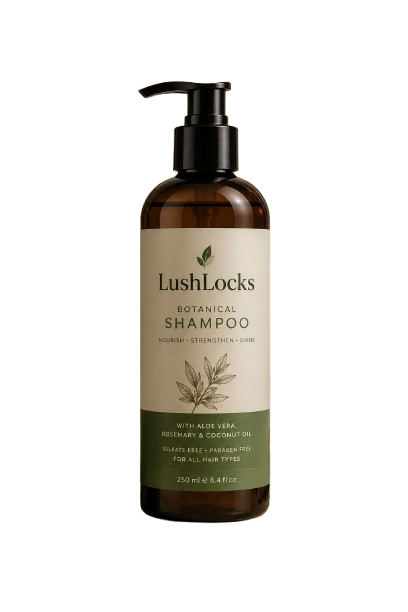 LushLocks
BOTANICAL
SHAMPOO
NOURISH • STRENGTHEN • SHINE
WITH ALOE VERA,
ROSEMARY & COCONUT OIL
SULFATE FREE • PARABEN FREE
FOR ALL HAIR TYPES
250 ml ℮ 8.4 fl oz